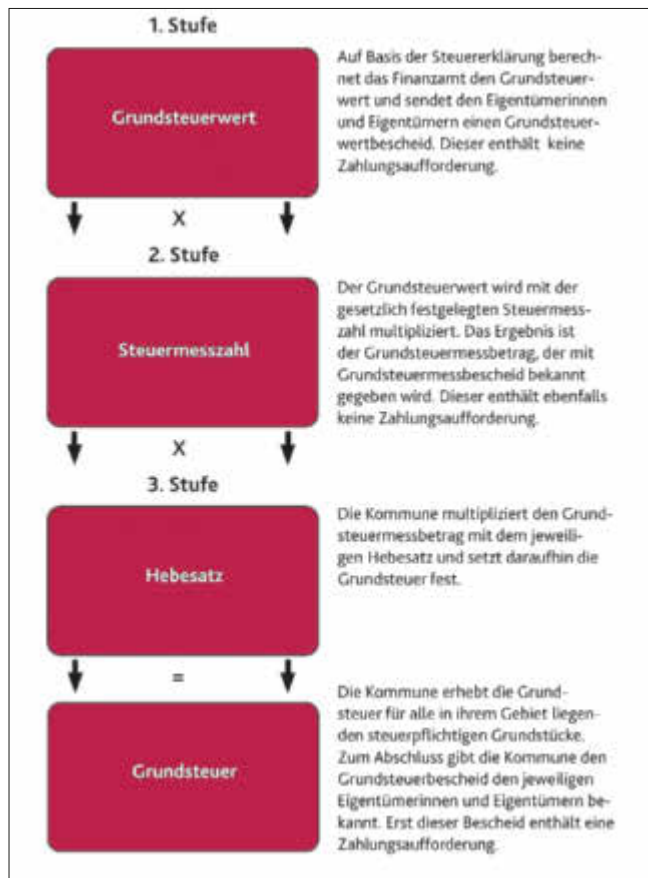 1. Stufe
Grundsteuerwert
Auf Basis der Steuererklärung berech-
net das Finanzamt den Grundsteuer-
wert und sendet den Eigentümerinnen
und Eigentümern einen Grundsteuer-
wertbescheid. Dieser enthält keine
Zahlungsaufforderung.
X
2. Stufe
Steuermesszahl
Der Grundsteuerwert wird mit der
gesetzlich festgelegten Steuermess-
zahl multipliziert. Das Ergebnis ist
der Grundsteuermessbetrag, der mit
Grundsteuermessbescheid bekannt
gegeben wird. Dieser enthält ebenfalls
keine Zahlungsaufforderung.
X
3. Stufe
Hebesatz
Die Kommune multipliziert den Grund-
steuermessbetrag mit dem jeweili-
gen Hebesatz und setzt daraufhin die
Grundsteuer fest.
=
Grundsteuer
Die Kommune erhebt die Grund-
steuer für alle in ihrem Gebiet liegen-
den steuerpflichtigen Grundstücke.
Zum Abschluss gibt die Kommune den
Grundsteuerbescheid den jeweiligen
Eigentümerinnen und Eigentümern be-
kannt. Erst dieser Bescheid enthält eine
Zahlungsaufforderung.